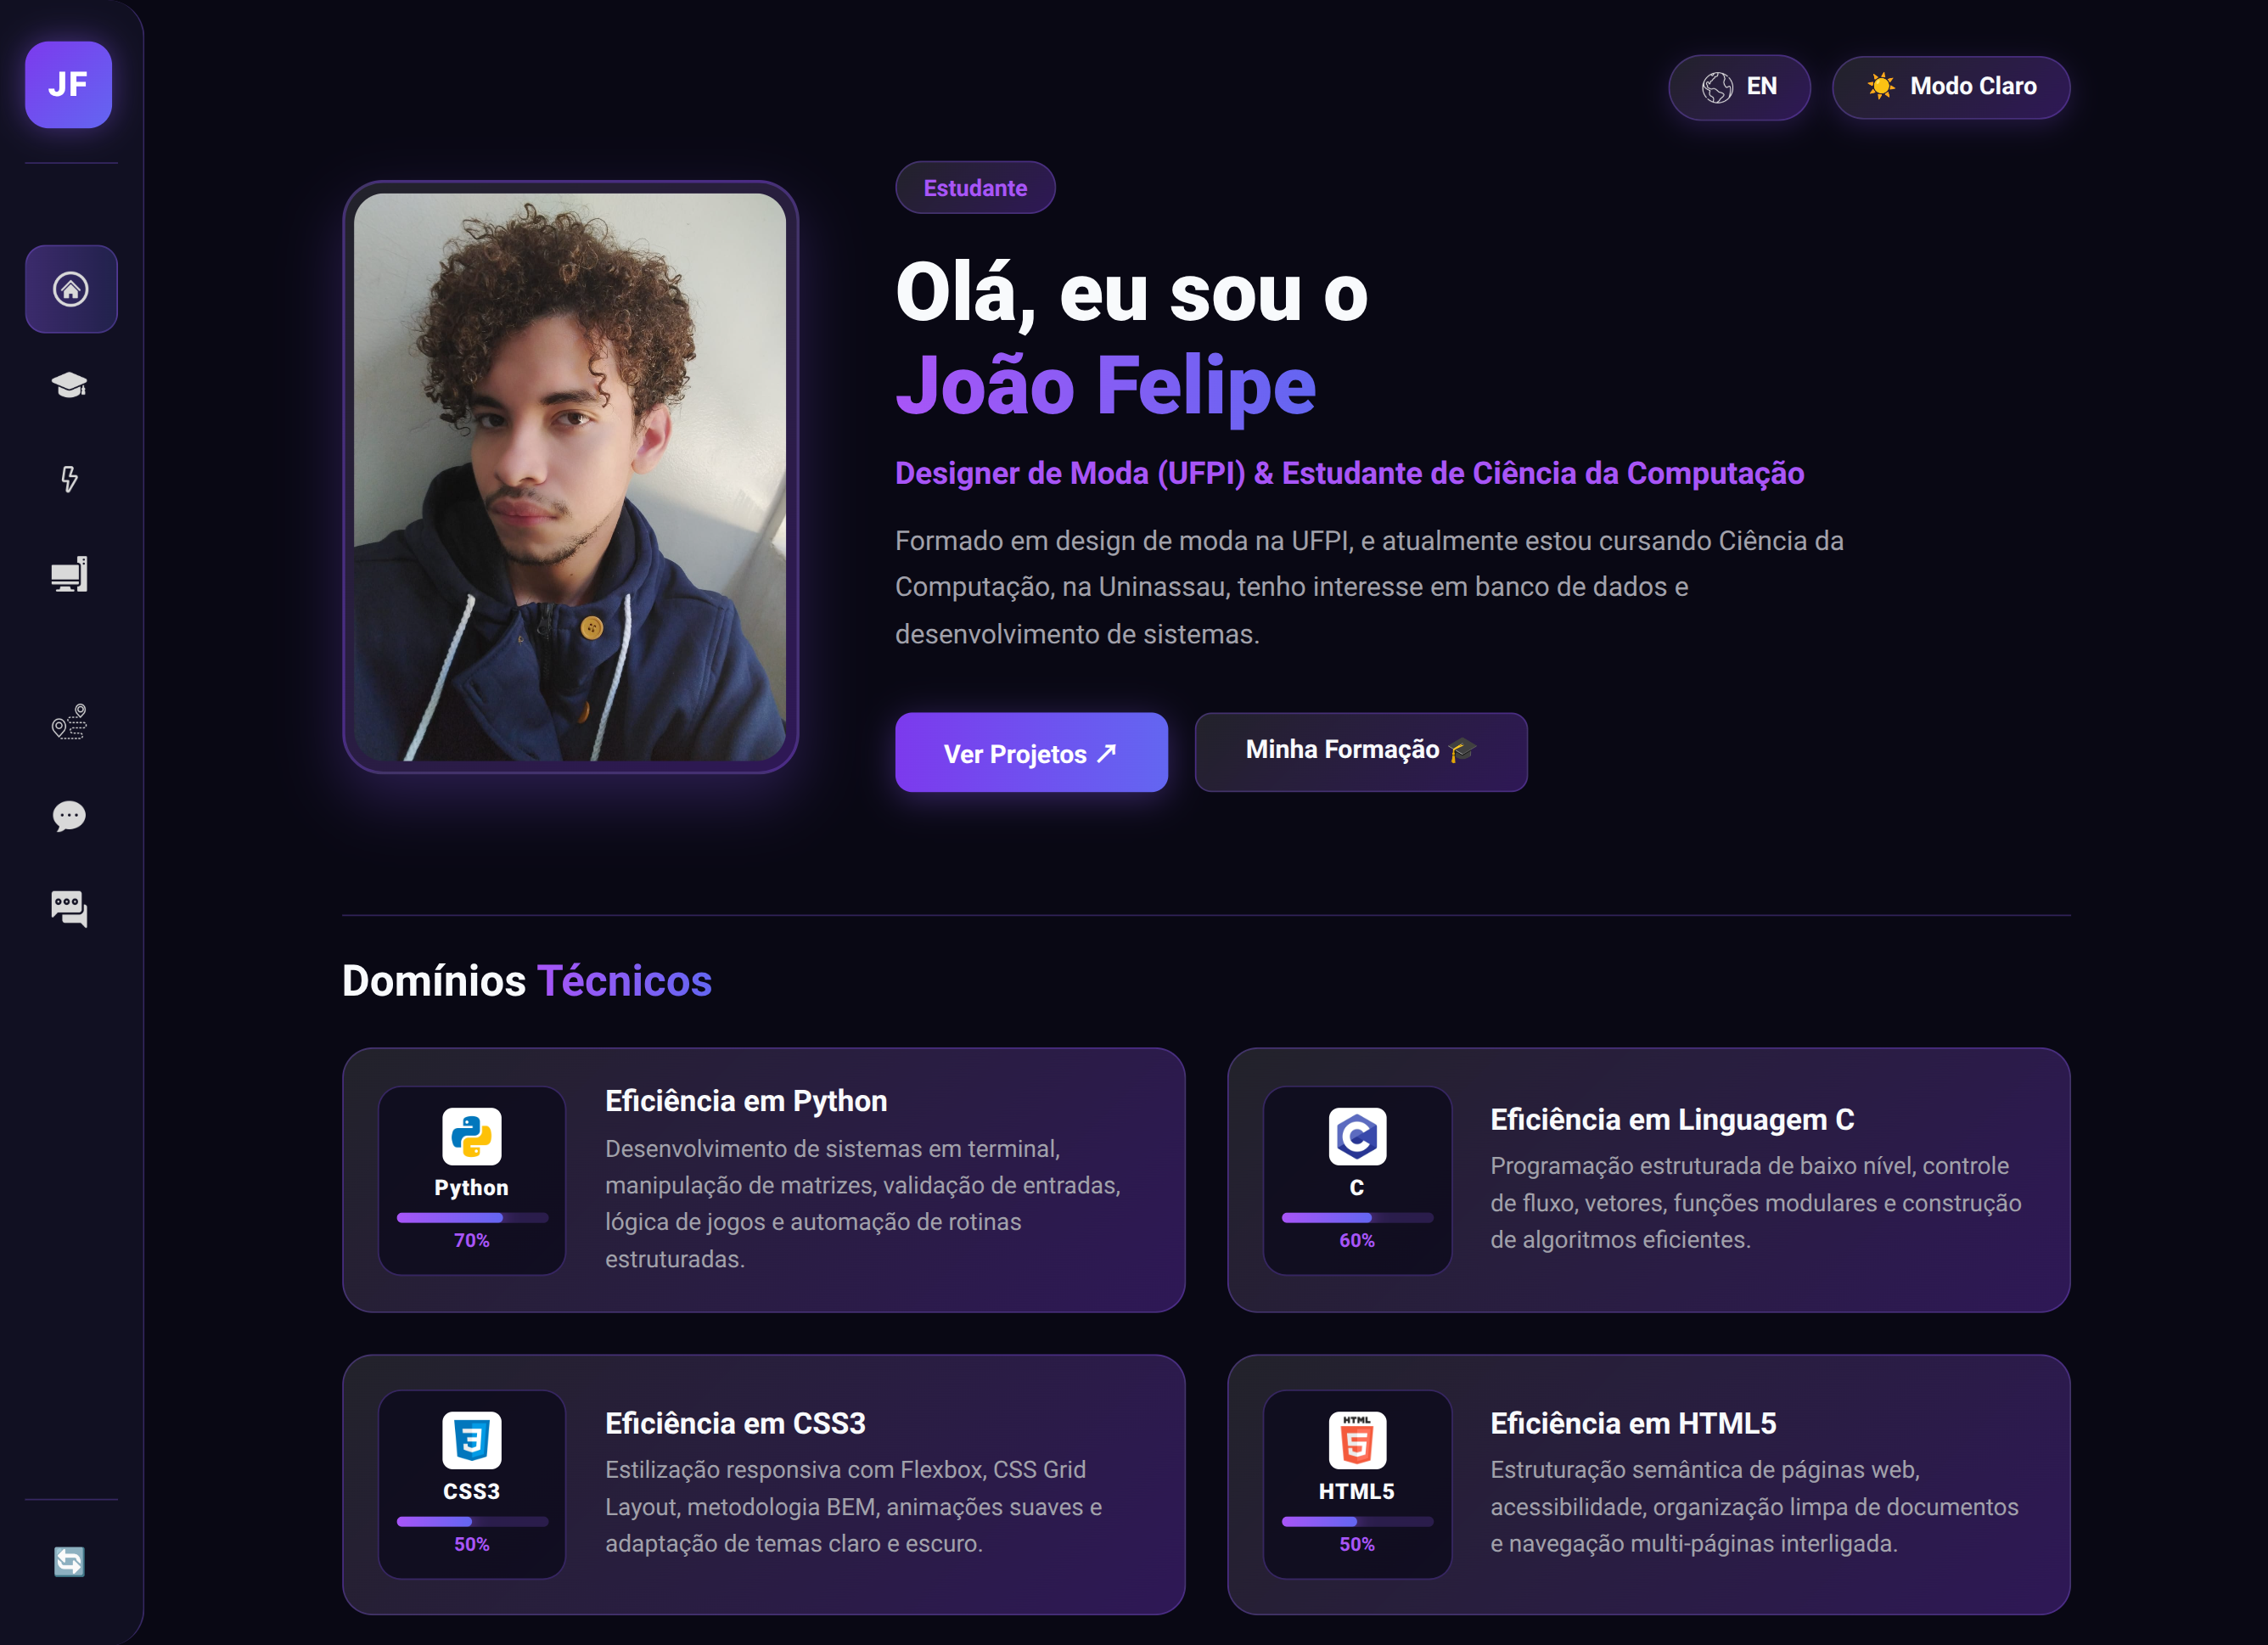 JF
EN
Modo Claro
Estudante
Olá, eu sou o
João Felipe
Designer de Moda (UFPI) & Estudante de Ciência da Computação
Formado em design de moda na UFPI, e atualmente estou cursando Ciência da
Computação, na Uninassau, tenho interesse em banco de dados e
desenvolvimento de sistemas.
Ver Projetos ↗
Minha Formação 🎓
Domínios Técnicos
Python
70%
Eficiência em Python
Desenvolvimento de sistemas em terminal,
manipulação de matrizes, validação de entradas,
lógica de jogos e automação de rotinas
estruturadas.
C
C
60%
Eficiência em Linguagem C
Programação estruturada de baixo nível, controle
de fluxo, vetores, funções modulares e construção
de algoritmos eficientes.
3
CSS3
50%
Eficiência em CSS3
Estilização responsiva com Flexbox, CSS Grid
Layout, metodologia BEM, animações suaves e
adaptação de temas claro e escuro.
HTML
5
HTML5
50%
Eficiência em HTML5
Estruturação semântica de páginas web,
acessibilidade, organização limpa de documentos
e navegação multi-páginas interligada.